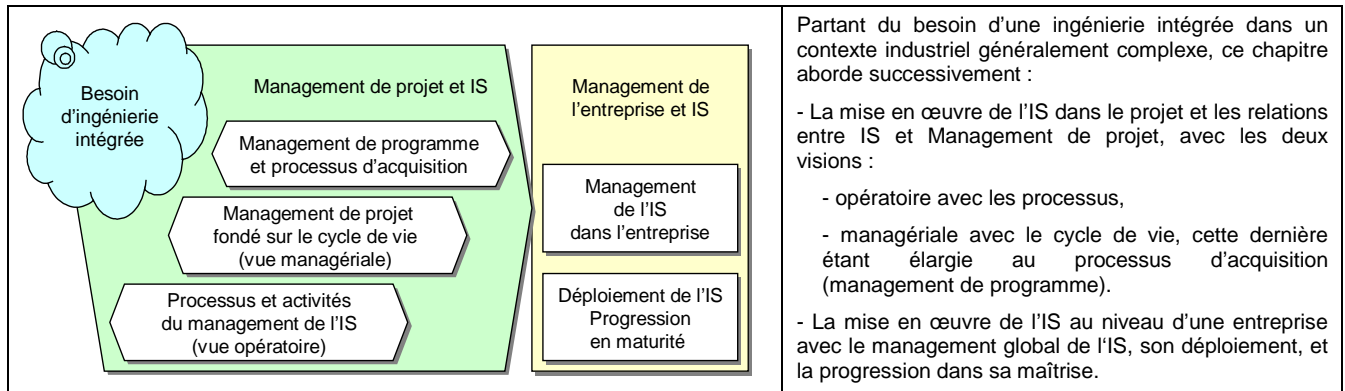 Besoin
d’ingénierie
intégrée
Management de projet et IS
Management de programme
et processus d’acquisition
Management de projet
fondé sur le cycle de vie
(vue managériale)
Processus et activités
du management de l’IS
(vue opératoire)
Management de
l’entreprise et IS
Management
de l’IS
dans l’entreprise
Déploiement de l’IS
Progression
en maturité
Partant du besoin d’une ingénierie intégrée dans un
contexte industriel généralement complexe, ce chapitre
aborde successivement :
- La mise en œuvre de l’IS dans le projet et les relations
entre IS et Management de projet, avec les deux
visions :
- opératoire avec les processus,
- managériale avec le cycle de vie, cette dernière
étant élargie au processus d’acquisition
(management de programme).
- La mise en œuvre de l’IS au niveau d’une entreprise
avec le management global de l‘IS, son déploiement, et
la progression dans sa maîtrise.